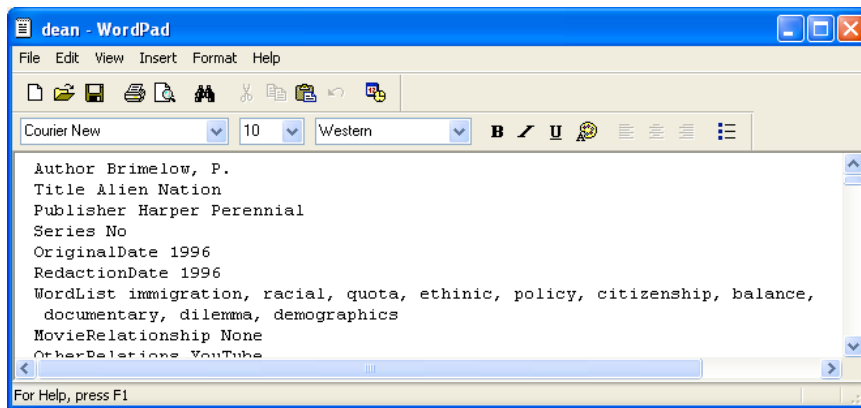 dean - WordPad
File Edit View Insert Format Help
Courier New 10 Western B I U
Author Brimelow, P.
Title Alien Nation
Publisher Harper Perennial
Series No
OriginalDate 1996
RedactionDate 1996
WordList immigration, racial, quota, ethinic, policy, citizenship, balance,
documentary, dilemma, demographics
MovieRelationship None
OtherRelations YouTube
For Help, press F1